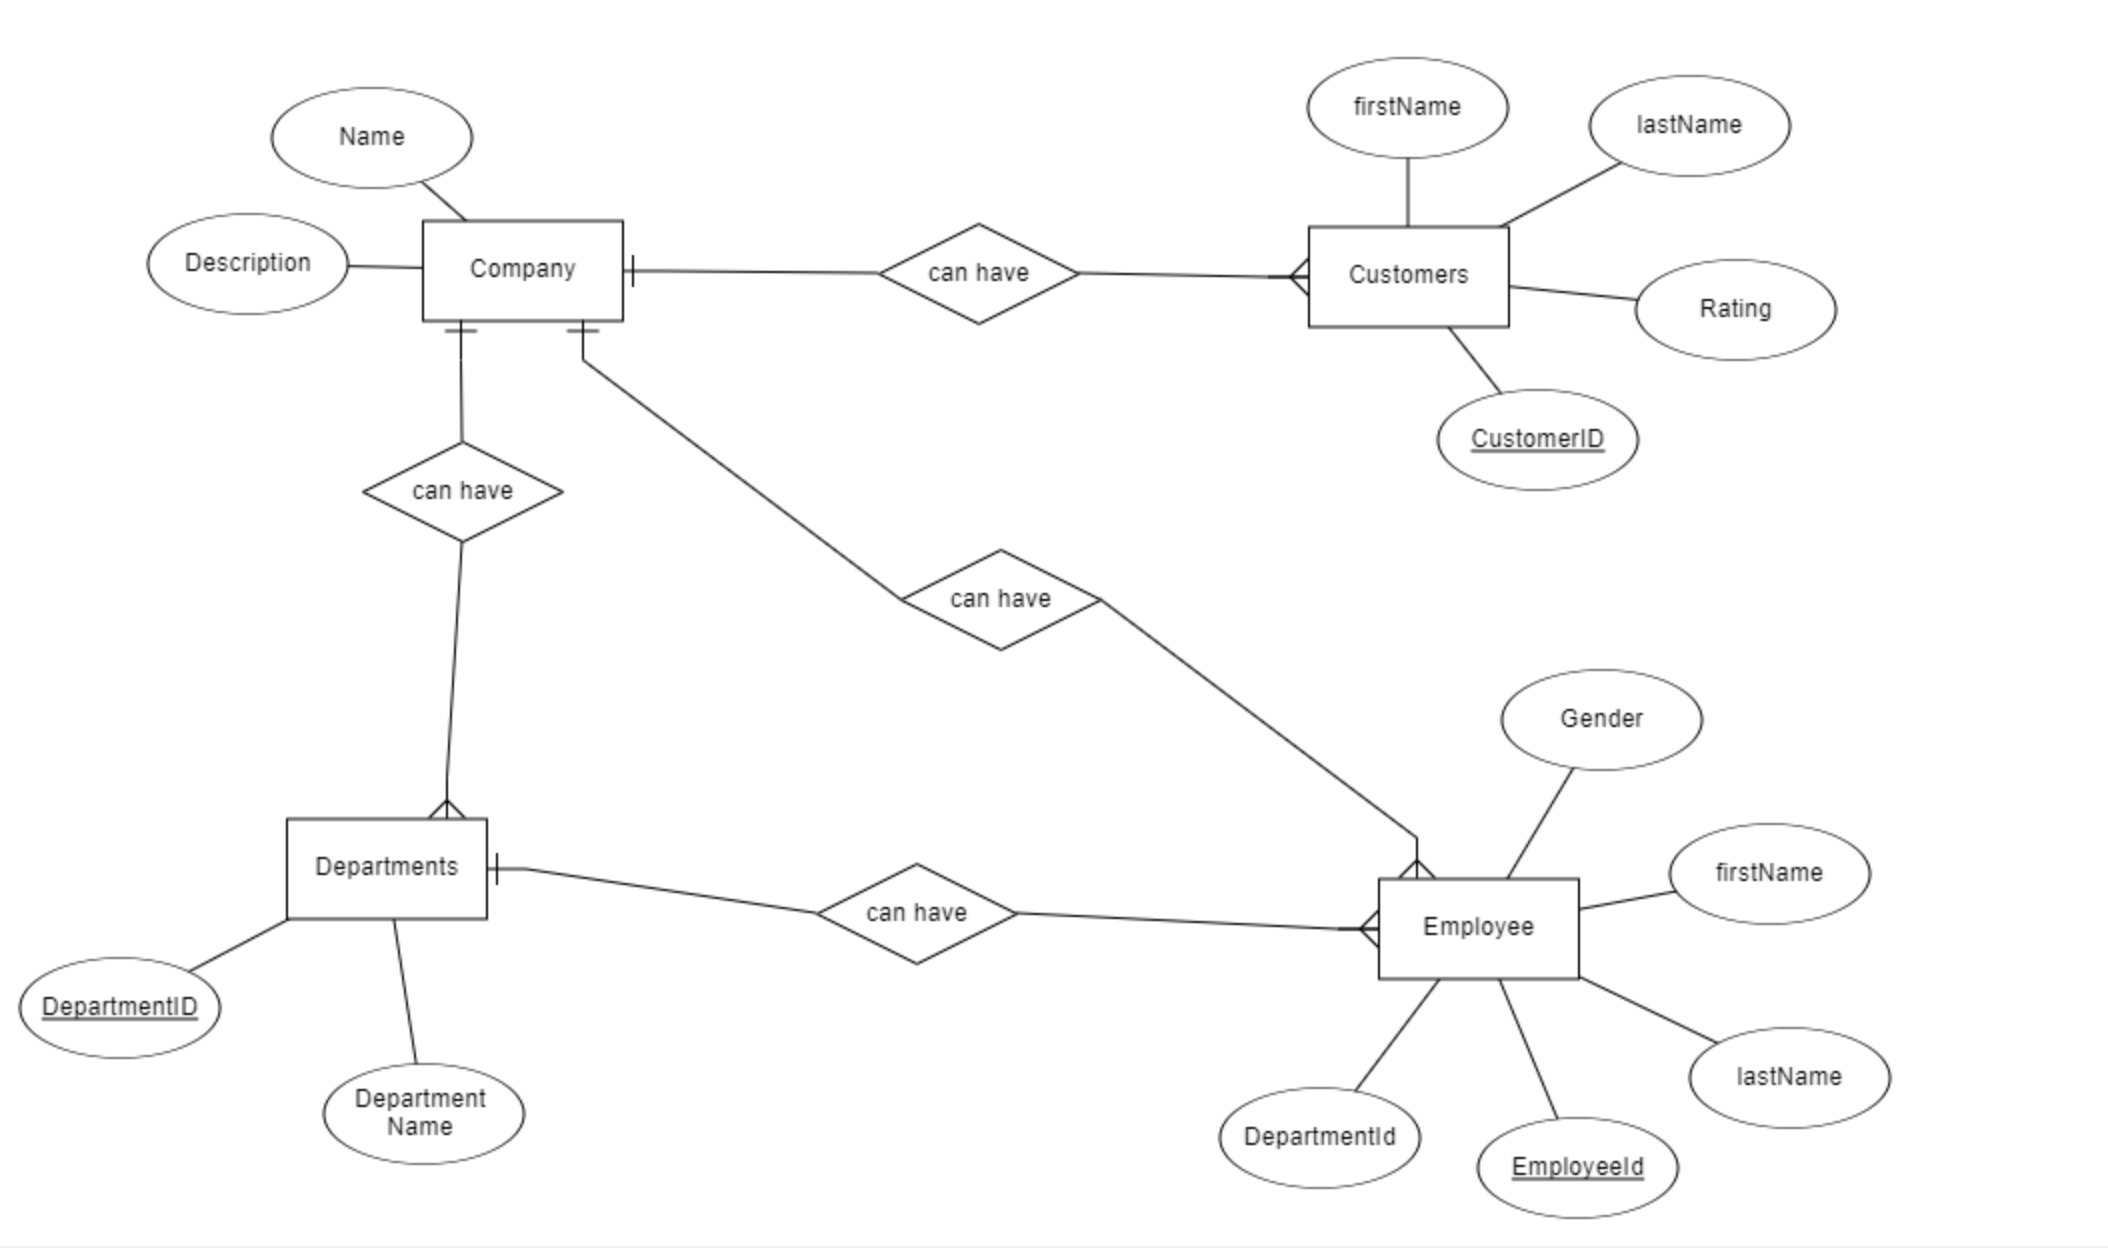 firstName
lastName
Name
Description
Company
can have
Customers
Rating
CustomerID
can have
can have
Gender
Departments
can have
Employee
firstName
DepartmentID
Department
Name
lastName
DepartmentId
EmployeeId